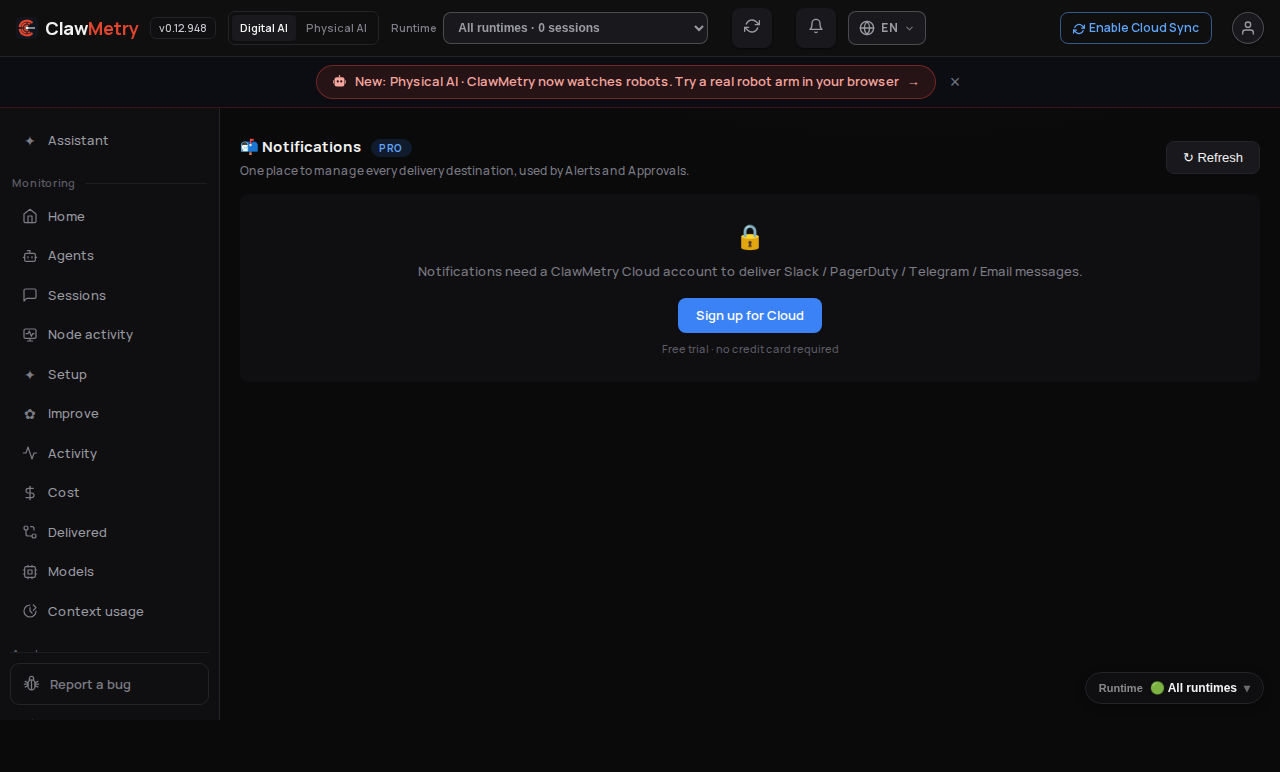 ClawMetry
v0.12.948
Digital AI
Physical AI
Runtime
All runtimes · 0 sessions
EN
Enable Cloud Sync
New: Physical AI · ClawMetry now watches robots. Try a real robot arm in your browser →
×
Assistant
Monitoring
Home
Agents
Sessions
Node activity
Setup
Improve
Activity
Cost
Delivered
Models
Context usage
Report a bug
Notifications
PRO
One place to manage every delivery destination, used by Alerts and Approvals.
↻ Refresh
Notifications need a ClawMetry Cloud account to deliver Slack / PagerDuty / Telegram / Email messages.
Sign up for Cloud
Free trial · no credit card required
Runtime
All runtimes ▾